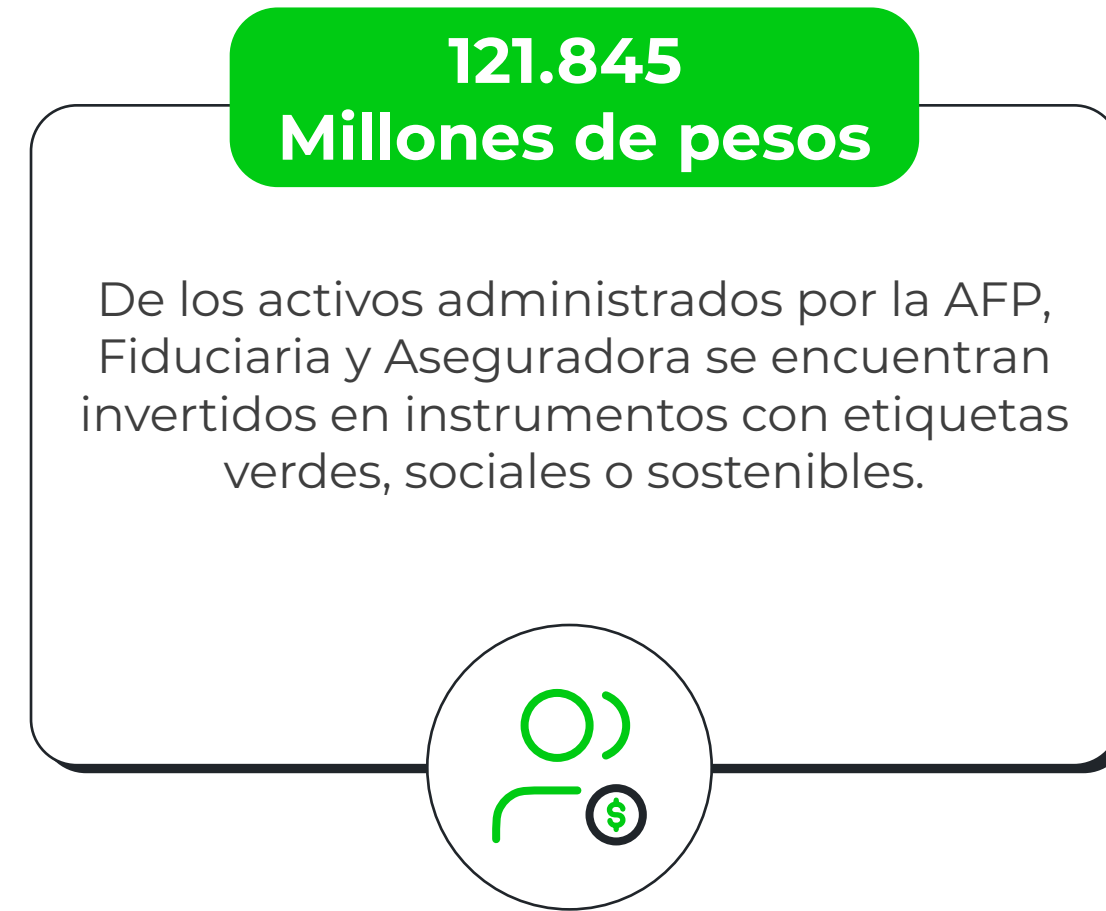 121.845
Millones de pesos
De los activos administrados por la AFP,
Fiduciaria y Aseguradora se encuentran
invertidos en instrumentos con etiquetas
verdes, sociales o sostenibles.
$